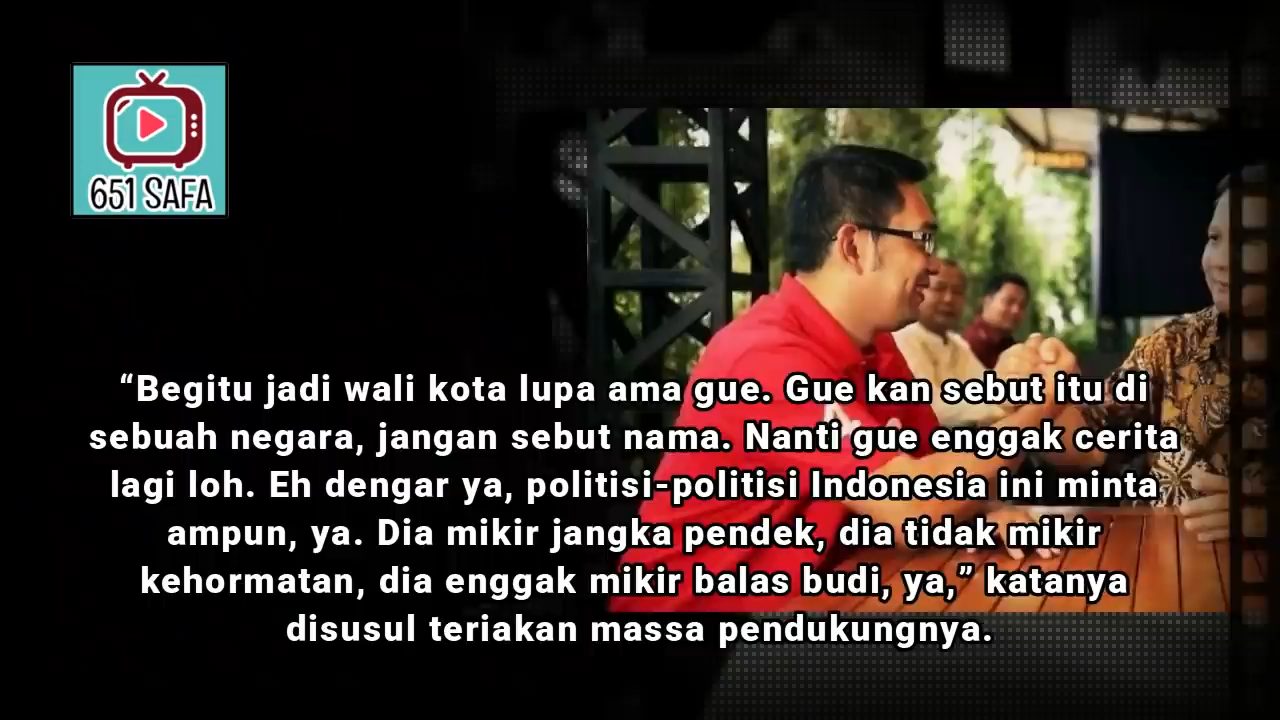 651 SAFA
“Begitu jadi wali kota lupa ama gue. Gue kan sebut itu di
sebuah negara, jangan sebut nama. Nanti gue enggak cerita
lagi loh. Eh dengar ya, politisi-politisi Indonesia ini minta
ampun, ya. Dia mikir jangka pendek, dia tidak mikir
kehormatan, dia enggak mikir balas budi, ya,” katanya
disusul teriakan massa pendukungnya.